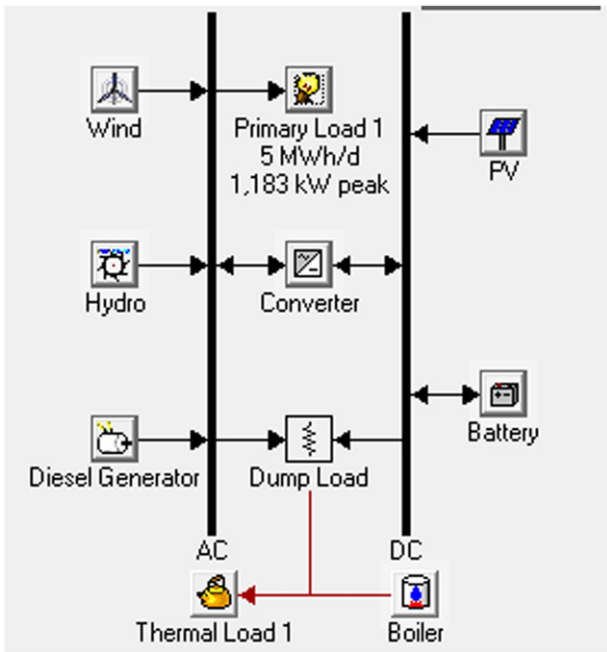 Wind
Primary Load 1
5 MWh/d
1,183 kW peak
PV
Hydro
Converter
Battery
Diesel Generator
Dump Load
AC
DC
Thermal Load 1
Boiler